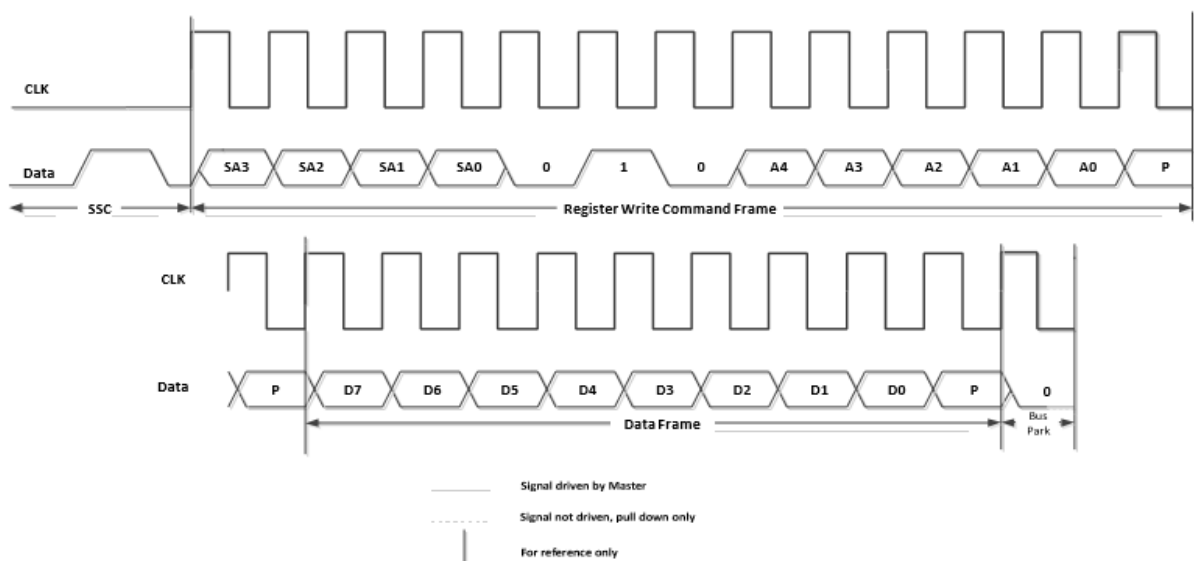 CLK
Data SA3 SA2 SA1 SA0 0 1 0 A4 A3 A2 A1 A0 P
SSC Register Write Command Frame
CLK
Data P D7 D6 D5 D4 D3 D2 D1 D0 P 0
Data Frame Bus
Park
Signal driven by Master
Signal not driven, pull down only
For reference only